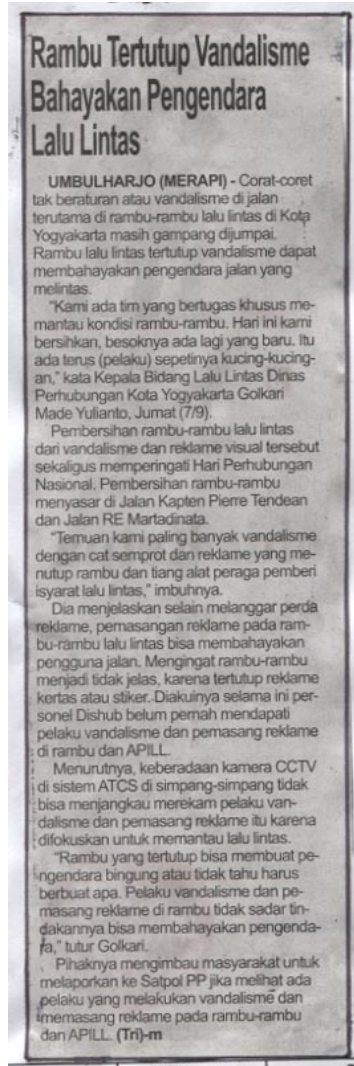 Rambu Tertutup Vandalisme
Bahayakan Pengendara
Lalu Lintas
UMBULHARJO (MERAPI) - Corat-coret
tak beraturan atau vandalisme di jalan
terutama di rambu-rambu lalu lintas di Kota
Yogyakarta masih gampang dijumpai.
Rambu lalu lintas tertutup vandalisme dapat
membahayakan pengendara jalan yang
melintas.
"Kami ada tim yang bertugas khusus me-
mantau kondisi rambu-rambu. Hari ini kami
bersihkan, besoknya ada lagi yang baru. Itu
ada terus (pelaku) sepetinya kucing-kucing-
an," kata Kepala Bidang Lalu Lintas Dinas
Perhubungan Kota Yogyakarta Golkari
Made Yulianto, Jumat (7/9).
Pembersihan rambu-rambu lalu lintas
dari vandalisme dan reklame visual tersebut
sekaligus memperingati Hari Perhubungan
Nasional. Pembersihan rambu-rambu
menyasar di Jalan Kapten Pierre Tendean
dan Jalan RE Martadinata.
"Temuan kami paling banyak vandalisme
dengan cat semprot dan reklame yang me-
nutup rambu dan tiang alat peraga pemberi
isyarat lalu lintas," imbuhnya.
Dia menjelaskan selain melanggar perda
reklame, pemasangan reklame pada ram-
bu-rambu lalu lintas bisa membahayakan
pengguna jalan. Mengingat rambu-rambu
menjadi tidak jelas, karena tertutup reklame
kertas atau stiker. Diakuinya selama ini per-
sonel Dishub belum pernah mendapati
pelaku vandalisme dan pemasang reklame
di rambu dan APILL.
Menurutnya, keberadaan kamera CCTV
di sistem ATCS di simpang-simpang tidak
bisa menjangkau merekam pelaku van-
dalisme dan pemasang reklame itu karena
difokuskan untuk memantau lalu lintas.
"Rambu yang tertutup bisa membuat pe-
ngendara bingung atau tidak tahu harus
berbuat apa. Pelaku vandalisme dan pe-
masang reklame di rambu tidak sadar tin-
dakannya bisa membahayakan pengenda-
ra," tutur Golkari.
Pihaknya mengimbau masyarakat untuk
melaporkan ke Satpol PP jika melihat ada
pelaku yang melakukan vandalisme dan
memasang reklame pada rambu-rambu
dan APILL. (Tri)-m